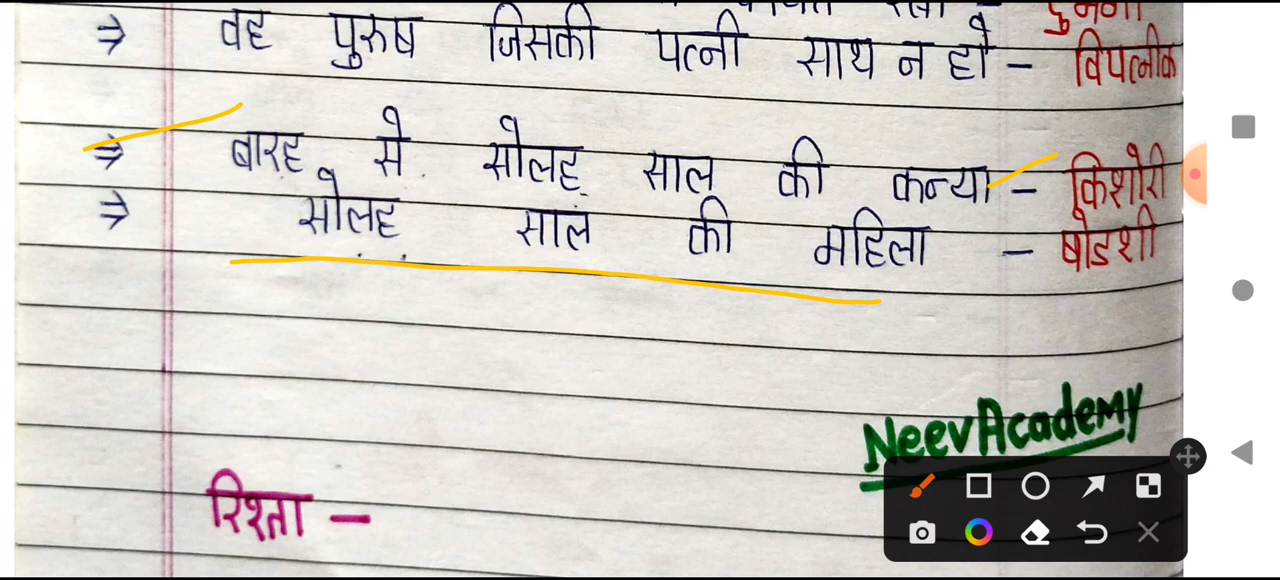 ⇒ वह पुरुष जिसकी पत्नी साथ न हो – विपत्नीक
⇒ बारह से सोलह साल की कन्या – किशोरी
⇒ सोलह साल की महिला – षोडशी
NeevAcademy
रिश्ता –